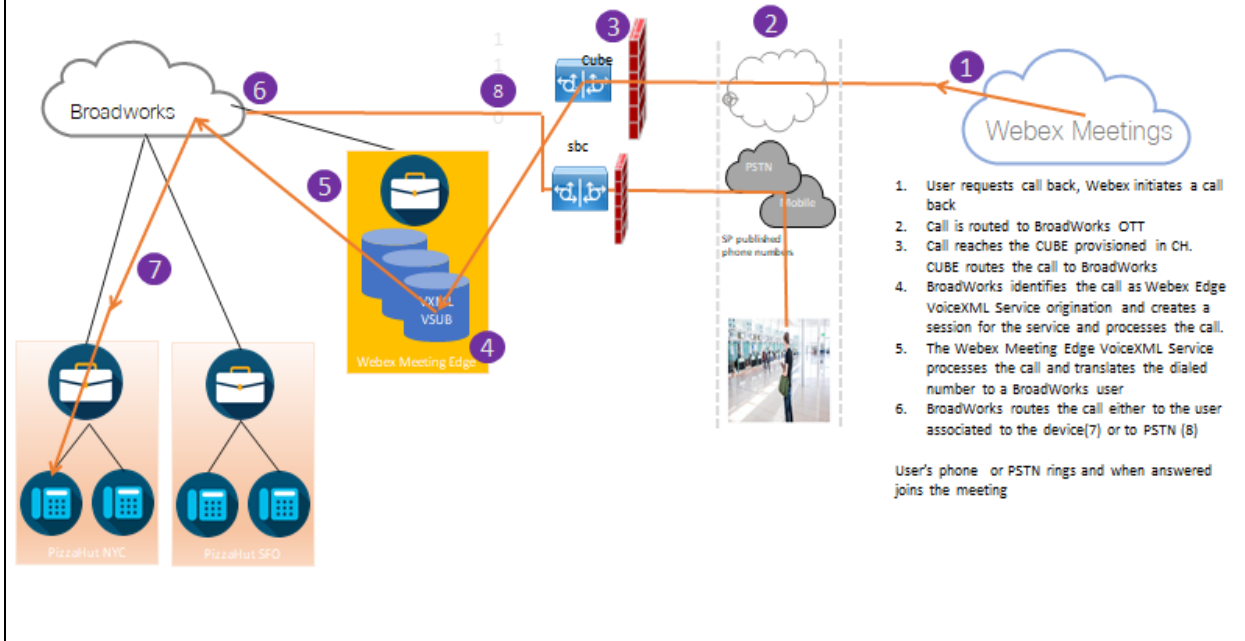 3
2
1
1
1
0
Cube
1
6
8
Broadworks
Webex Meetings
sbc
PSTN
5
Mobile
SP published
phone numbers
7
VXML
VSUB
4
Webex Meeting Edge
PizzaHut NYC
PizzaHut SFO
1. User requests call back, Webex initiates a call
back
2. Call is routed to BroadWorks OTT
3. Call reaches the CUBE provisioned in CH.
CUBE routes the call to BroadWorks
4. BroadWorks identifies the call as Webex Edge
VoiceXML Service origination and creates a
session for the service and processes the call.
5. The Webex Meeting Edge VoiceXML Service
processes the call and translates the dialed
number to a BroadWorks user
6. BroadWorks routes the call either to the user
associated to the device(7) or to PSTN (8)
User's phone or PSTN rings and when answered
joins the meeting